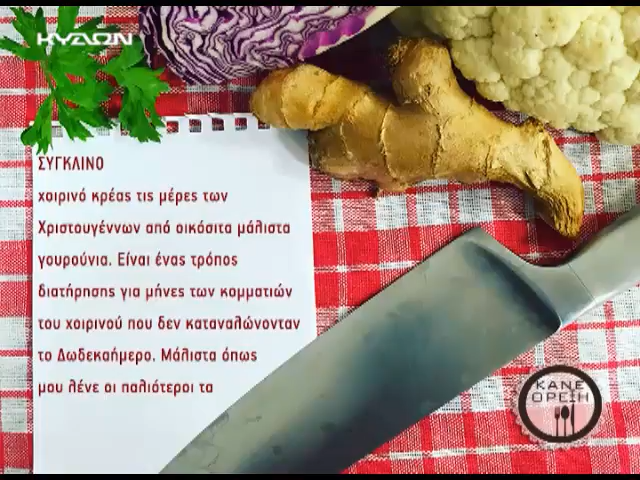 ΚΥΔΩΝ
ΣΥΓΚΛΙΝΟ
χοιρινό κρέας τις μέρες των
Χριστουγέννων από οικόσιτα μάλιστα
γουρούνια. Είναι ένας τρόπος
διατήρησης για μήνες των κομματιών
του χοιρινού που δεν καταναλώνονταν
το Δωδεκαήμερο. Μάλιστα όπως
μου λένε οι παλιότεροι τα
ΚΑΝΕ
ΟΡΕΞΗ